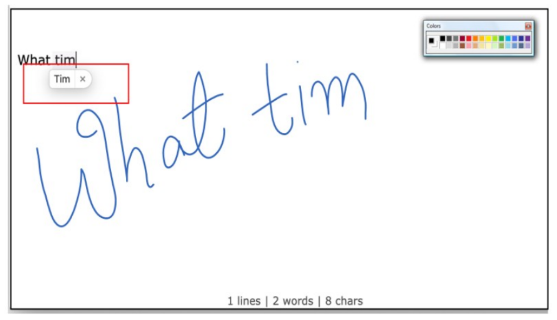 Colors
What tim
Tim ×
What tim
1 lines | 2 words | 8 chars